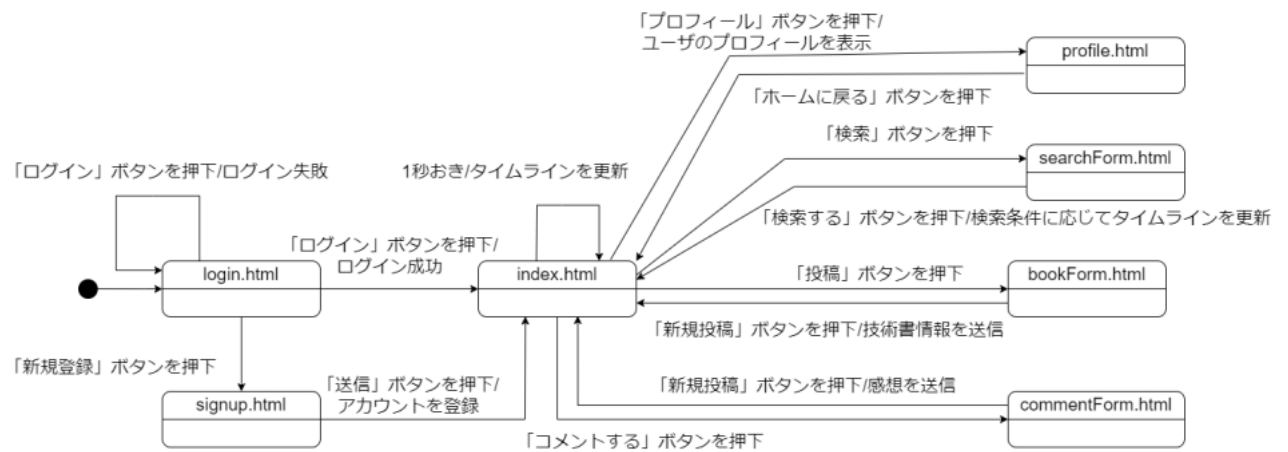 「プロフィール」ボタンを押下/
ユーザのプロフィールを表示
profile.html
「ホームに戻る」ボタンを押下
「検索」ボタンを押下
searchForm.html
「ログイン」ボタンを押下/ログイン失敗
1秒おき/タイムラインを更新
「検索する」ボタンを押下/検索条件に応じてタイムラインを更新
「ログイン」ボタンを押下/
ログイン成功
login.html
index.html
「投稿」ボタンを押下
bookForm.html
「新規投稿」ボタンを押下/技術書情報を送信
「新規登録」ボタンを押下
「送信」ボタンを押下/
アカウントを登録
「新規投稿」ボタンを押下/感想を送信
signup.html
commentForm.html
「コメントする」ボタンを押下